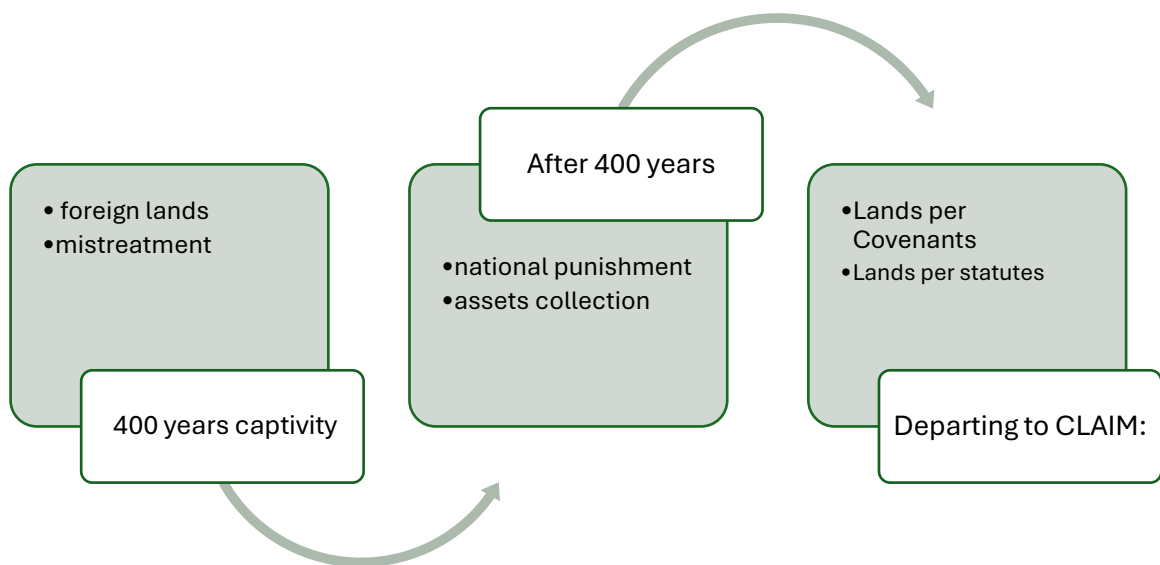 • foreign lands
•mistreatment
400 years captivity
After 400 years
•national punishment
•assets collection
•Lands per
Covenants
•Lands per statutes
Departing to CLAIM: